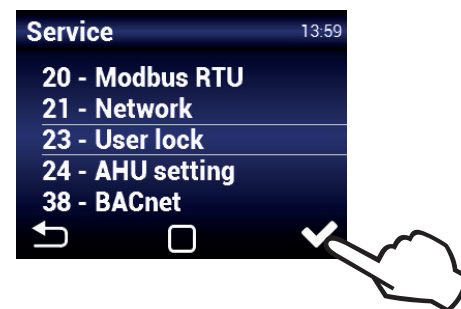 Service 13:59
20 - Modbus RTU
21 - Network
23 - User lock
24 - AHU setting
38 - BACnet